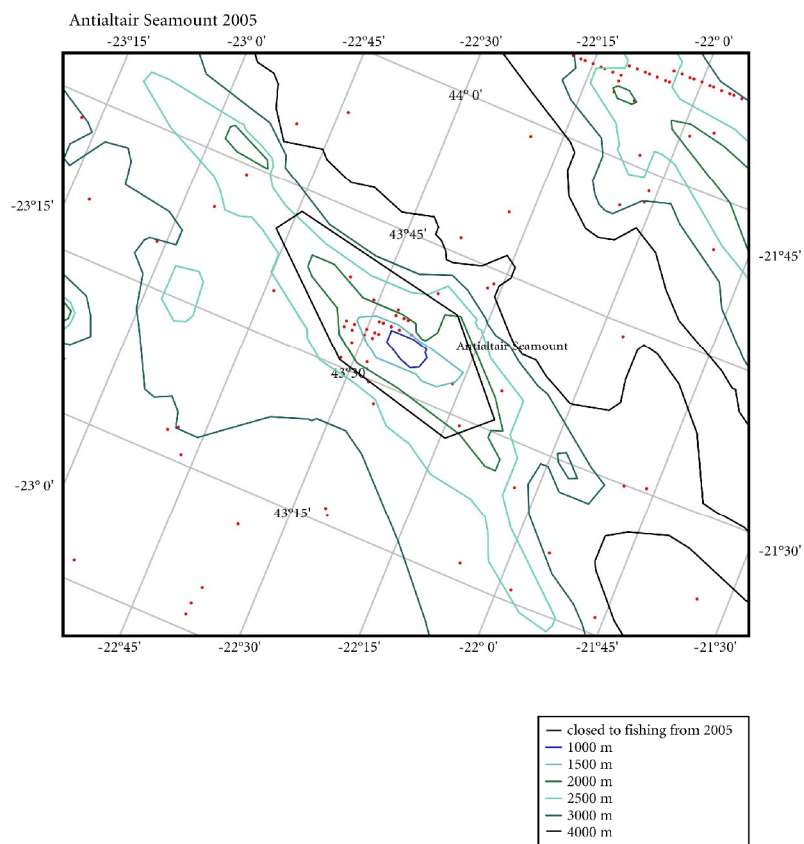 Antialtair Seamount 2005
-23°15'
-23° 0'
-22°45'
-22°30'
-22°15'
-22° 0'
44° 0'
-23°15'
43°45'
-21°45'
Antialtair Seamount
43°30'
-23° 0'
43°15'
-21°30'
-22°45'
-22°30'
-22°15'
-22° 0'
-21°45'
-21°30'
closed to fishing from 2005
1000 m
1500 m
2000 m
2500 m
3000 m
4000 m